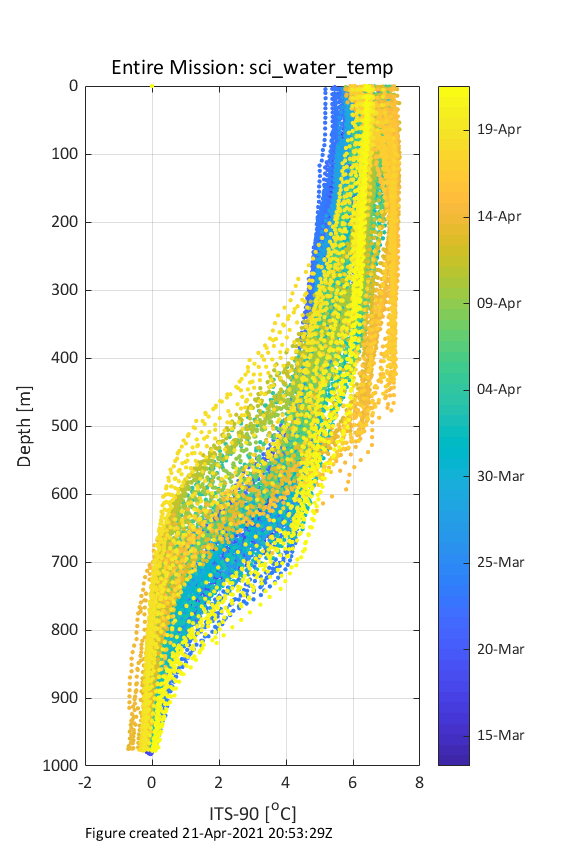 Entire Mission: sci_water_temp
0
100
200
300
400
500
600
700
800
900
1000
Depth [m]
-2 0 2 4 6 8
ITS-90 [°C]
Figure created 21-Apr-2021 20:53:29Z
19-Apr
14-Apr
09-Apr
04-Apr
30-Mar
25-Mar
20-Mar
15-Mar